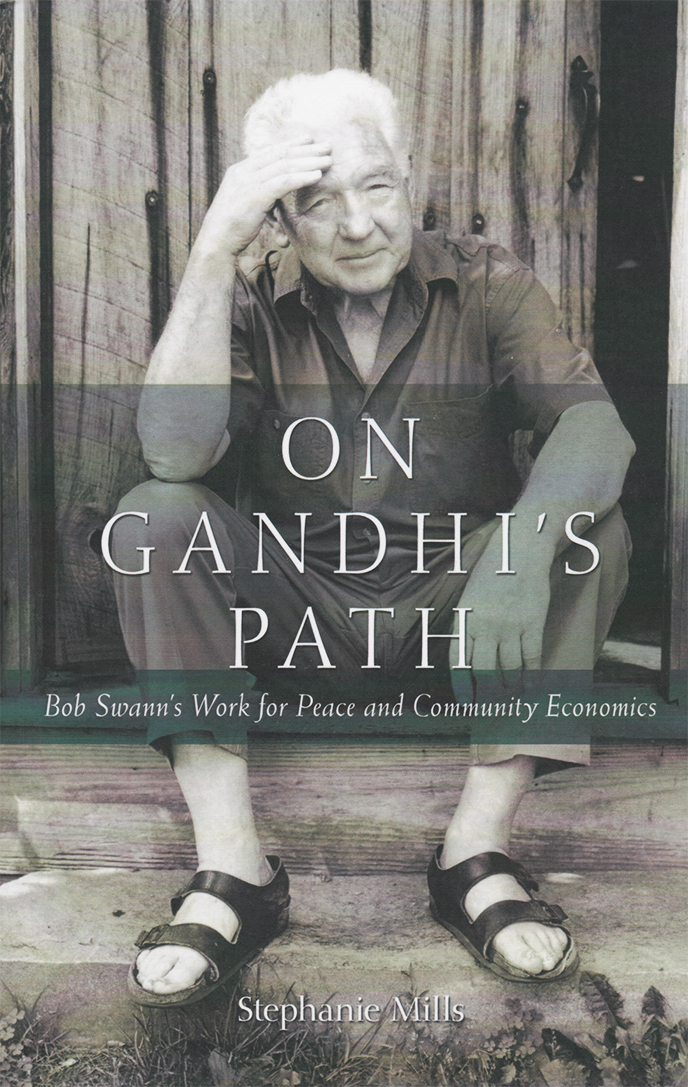 ON
GANDHI'S
PATH
Bob Swann's Work for Peace and Community Economics
Stephanie Mills